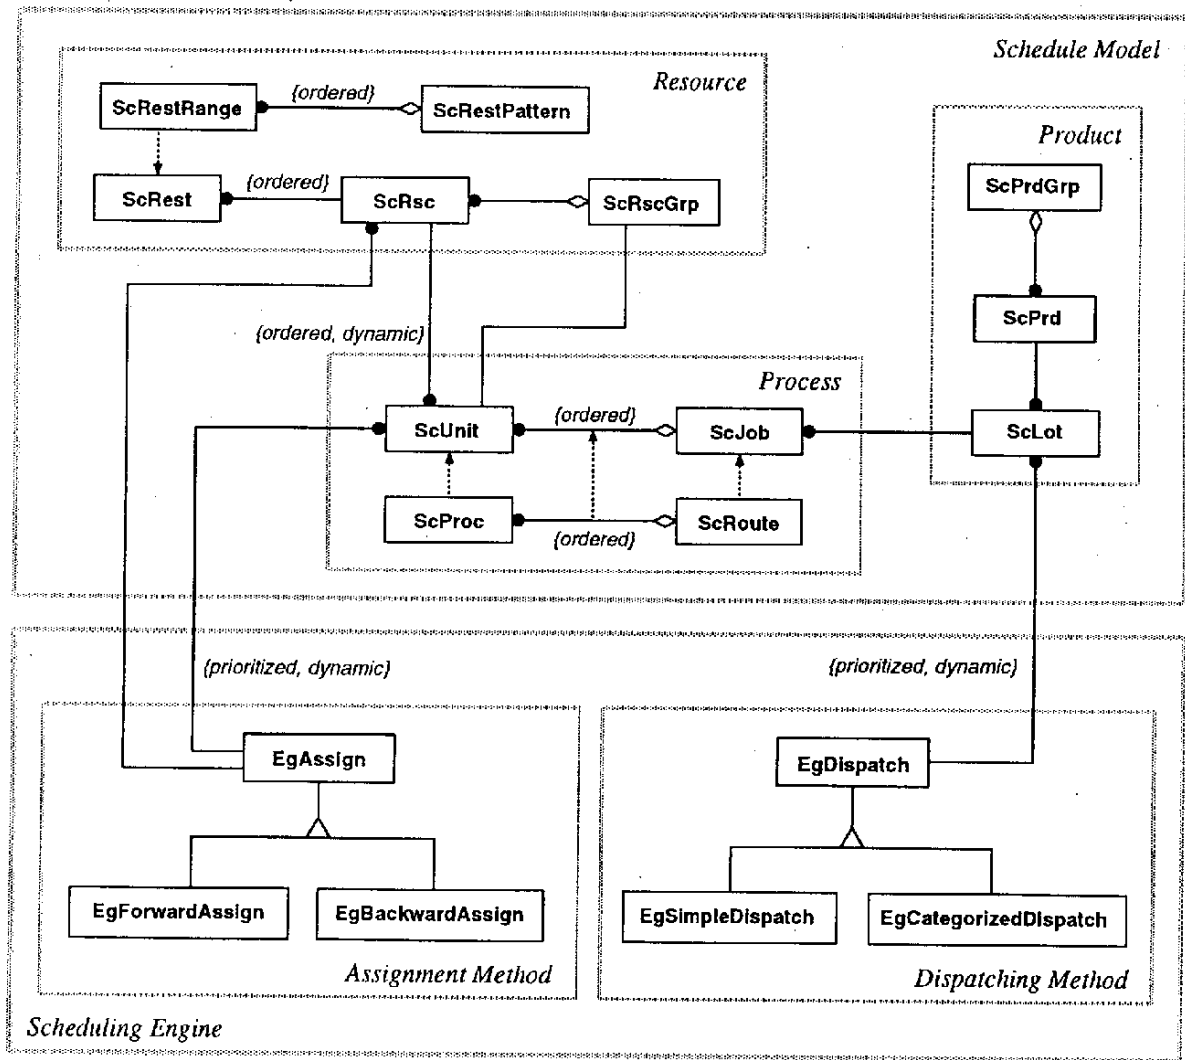 Schedule Model
Resource
ScRestRange
{ordered}
ScRestPattern
Product
ScPrdGrp
ScRest
{ordered}
ScRsc
ScRscGrp
ScPrd
{ordered, dynamic}
Process
ScUnit
{ordered}
ScJob
ScLot
ScProc
{ordered}
ScRoute
{prioritized, dynamic}
{prioritized, dynamic}
EgAssign
EgDispatch
EgForwardAssign
EgBackwardAssign
EgSimpleDispatch
EgCategorizedDispatch
Assignment Method
Dispatching Method
Scheduling Engine